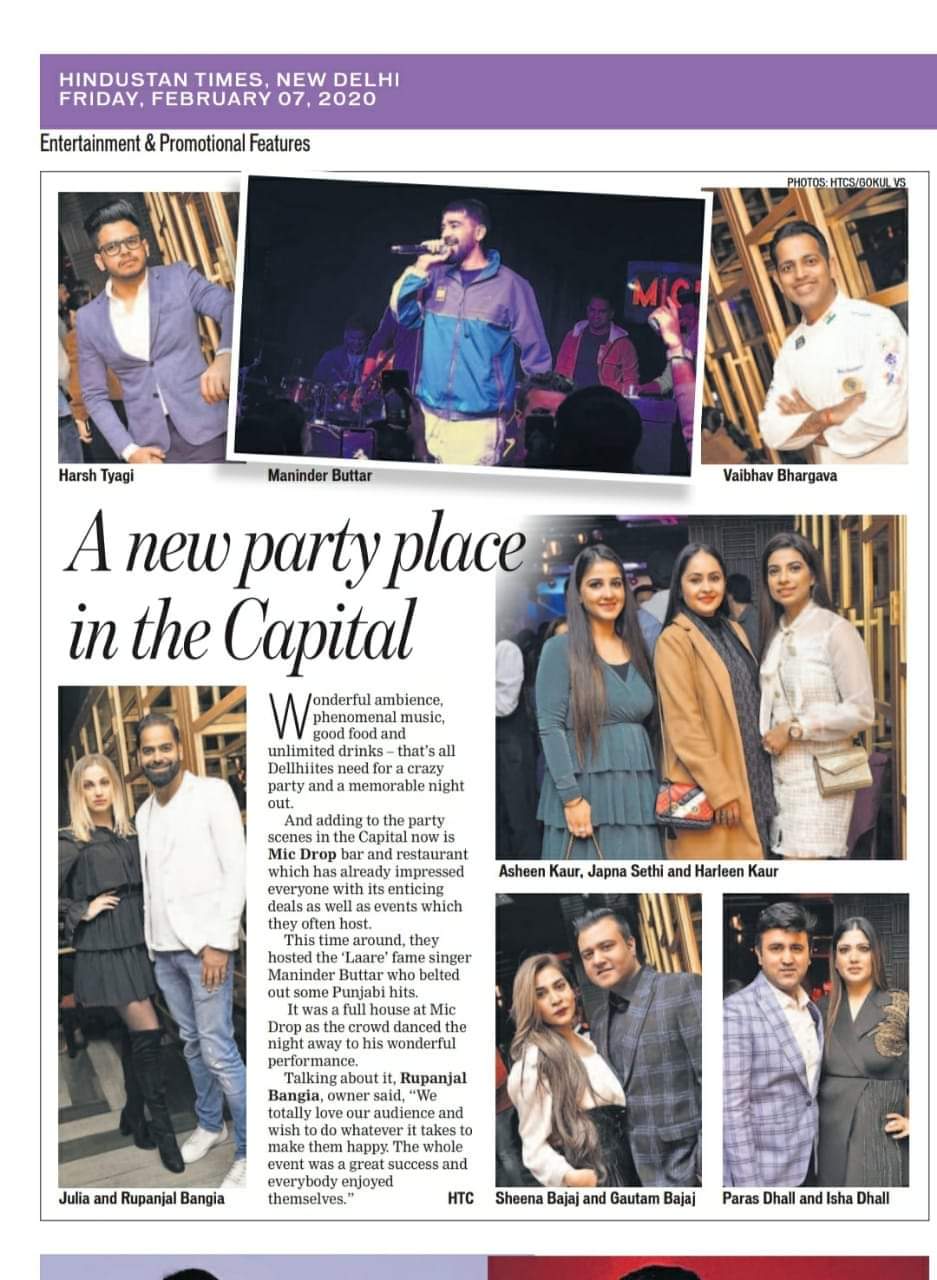 HINDUSTAN TIMES, NEW DELHI
FRIDAY, FEBRUARY 07, 2020
Entertainment & Promotional Features
PHOTOS: HTCS/GOKUL VS
MIC
Harsh Tyagi
Maninder Buttar
Vaibhav Bhargava
A new party place
in the Capital
Wonderful ambience,
phenomenal music,
good food and
unlimited drinks – that's all
Dellhiites need for a crazy
party and a memorable night
out.
And adding to the party
scenes in the Capital now is
Mic Drop bar and restaurant
which has already impressed
everyone with its enticing
deals as well as events which
they often host.
This time around, they
hosted the 'Laare' fame singer
Maninder Buttar who belted
out some Punjabi hits.
It was a full house at Mic
Drop as the crowd danced the
night away to his wonderful
performance.
Talking about it, Rupanjal
Bangia, owner said, "We
totally love our audience and
wish to do whatever it takes to
make them happy. The whole
event was a great success and
everybody enjoyed
themselves."
HTC
Asheen Kaur, Japna Sethi and Harleen Kaur
Julia and Rupanjal Bangia
Sheena Bajaj and Gautam Bajaj
Paras Dhall and Isha Dhall